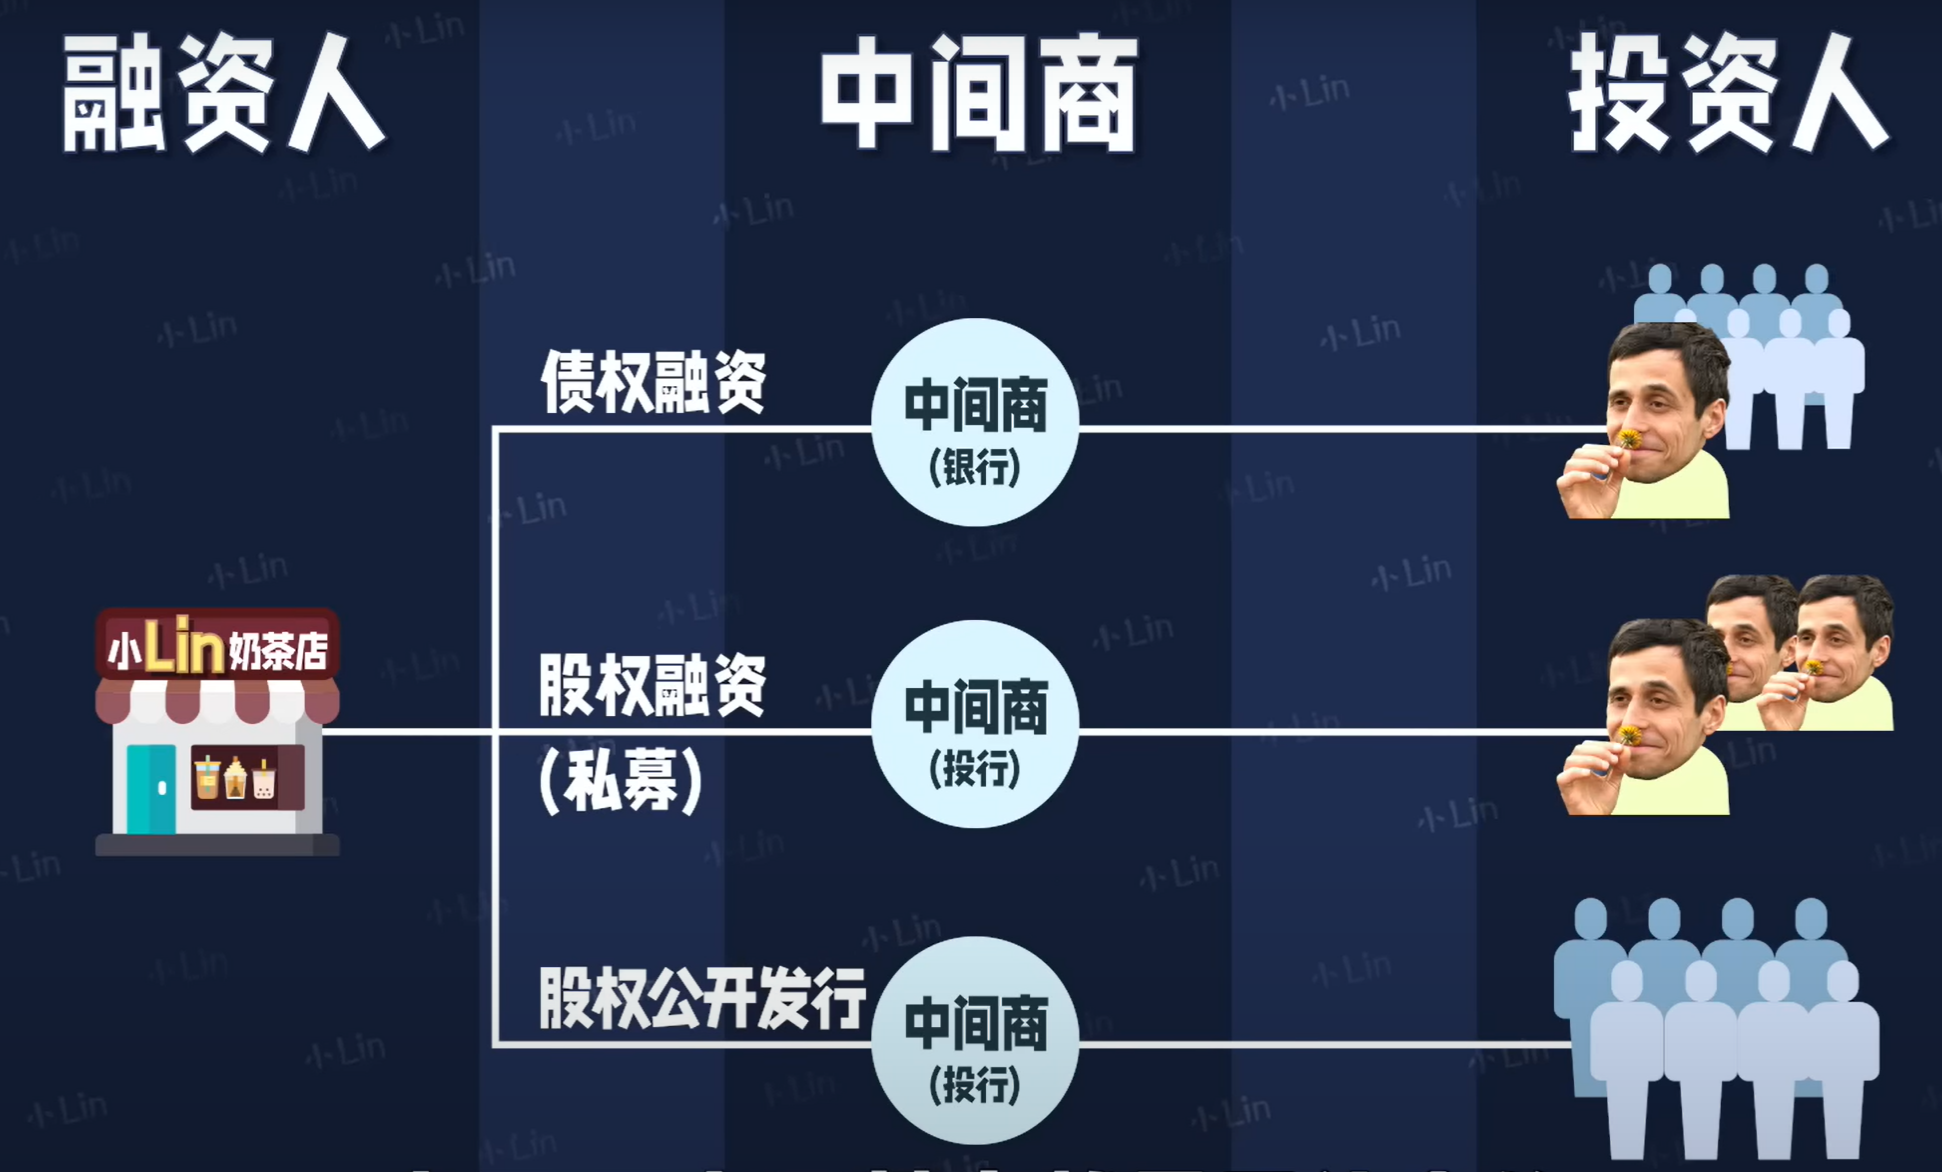 融资人
中间商
投资人
债权融资
中间商
(银行)
小Lin奶茶店
股权融资
(私募)
中间商
(投行)
股权公开发行
中间商
(投行)
小Lin